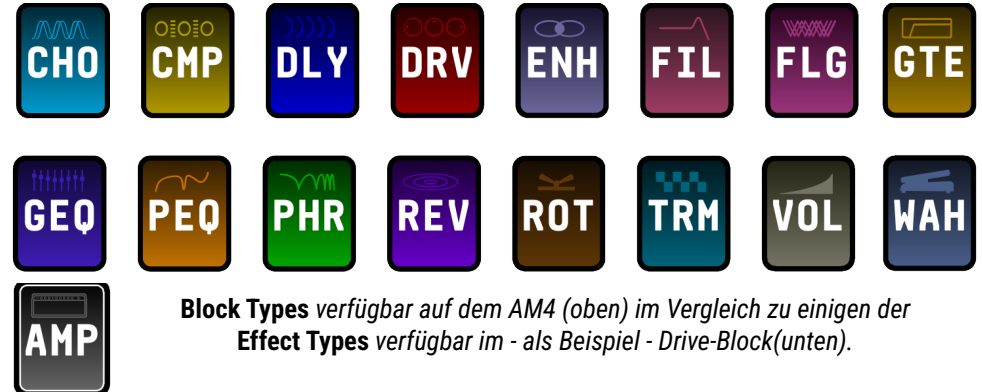 CHO CMP DLY DRV ENH FIL FLG GTE
GEQ PEQ PHR REV ROT TRM VOL WAH
AMP
Block Types verfügbar auf dem AM4 (oben) im Vergleich zu einigen der
Effect Types verfügbar im - als Beispiel - Drive-Block(unten).